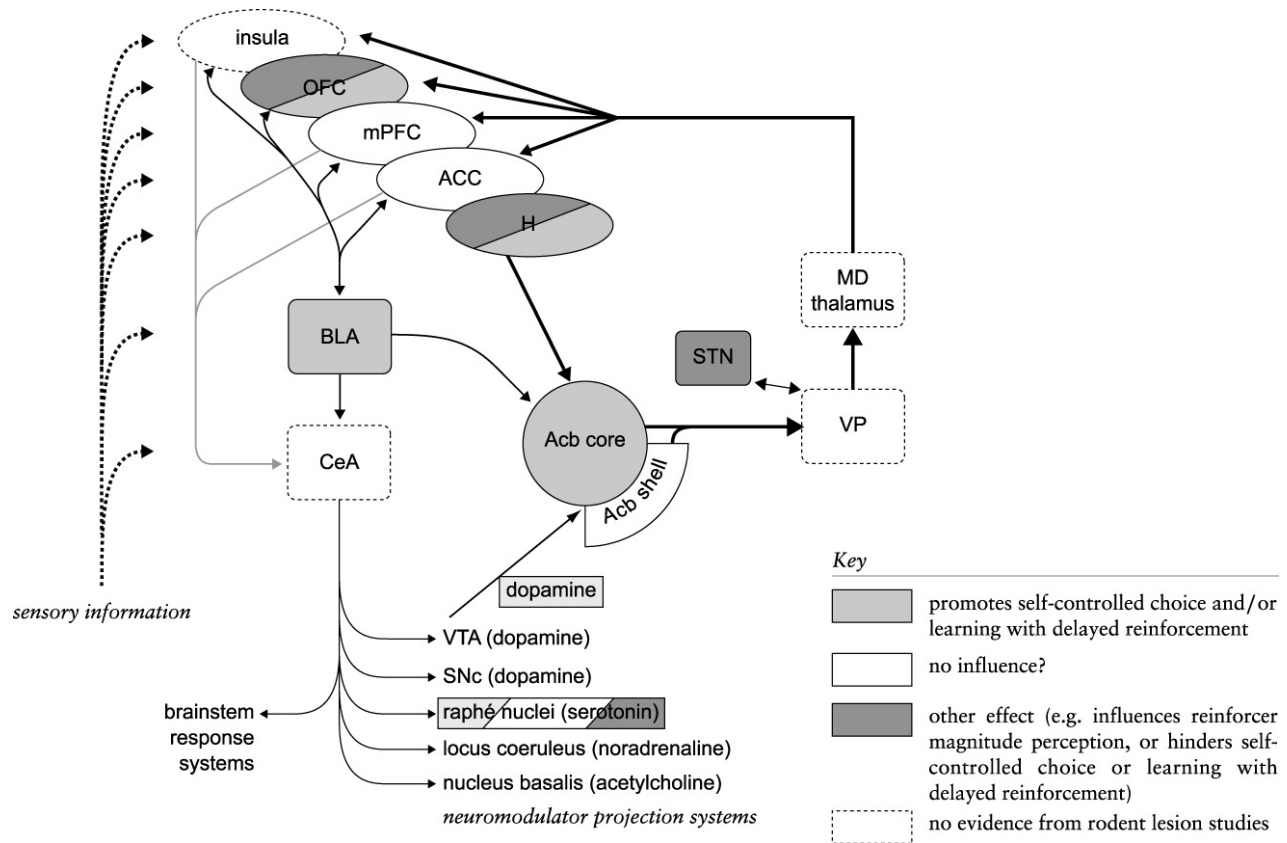 insula
OFC
mPFC
ACC
H
MD
thalamus
BLA
STN
Acb core
VP
CeA
Acb shell
dopamine
sensory information
VTA (dopamine)
SNc (dopamine)
raphé nuclei (serotonin)
locus coeruleus (noradrenaline)
nucleus basalis (acetylcholine)
neuromodulator projection systems
brainstem
response
systems
Key
promotes self-controlled choice and/or
learning with delayed reinforcement
no influence?
other effect (e.g. influences reinforcer
magnitude perception, or hinders self-
controlled choice or learning with
delayed reinforcement)
no evidence from rodent lesion studies